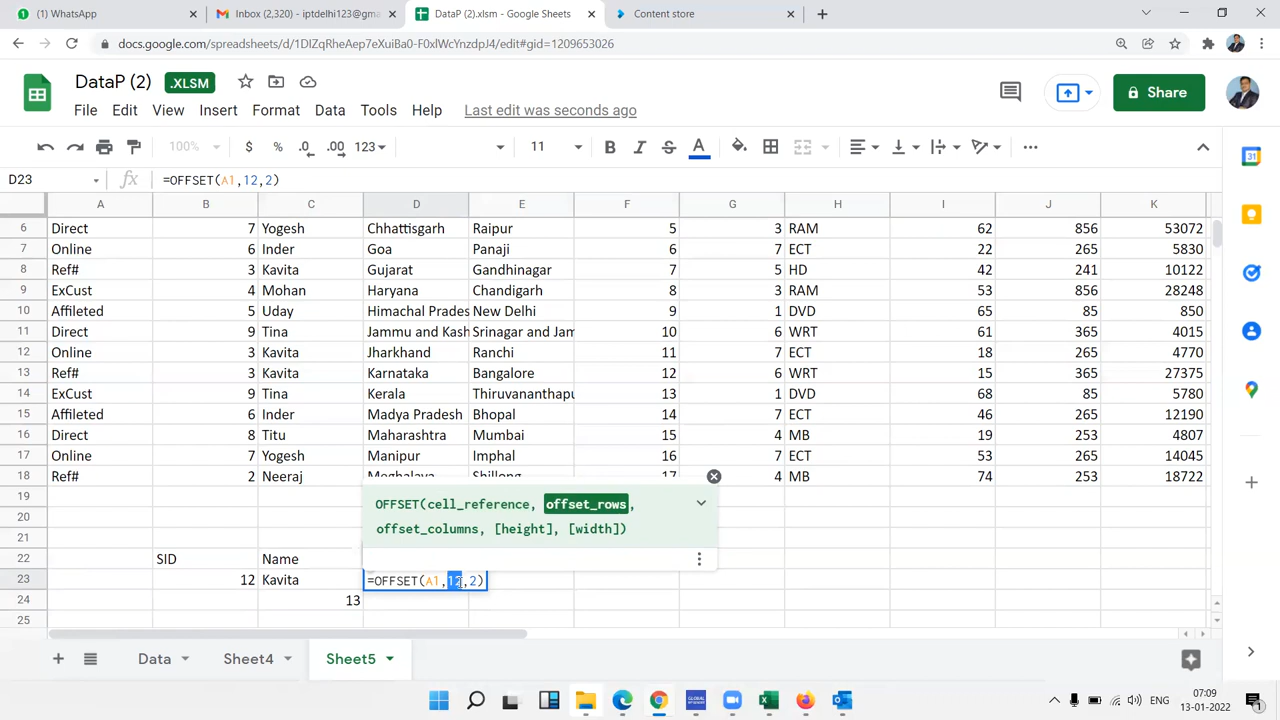 WhatsApp
Inbox (2,320) - iptdelhi123@gma
DataP (2).xlsm - Google Sheets
Content store
docs.google.com/spreadsheets/d/1DIZqRheAep7eXuiBa0-F0xlWcYnzdpJ4/edit#gid=1209653026
DataP (2) .XLSM
File Edit View Insert Format Data Tools Help Last edit was seconds ago
Share
100% $ % .0 .00 123 11 B I S A
D23 fx =OFFSET(A1,12,2)
A B C D E F G H I J K
6 Direct 7 Yogesh Chhattisgarh Raipur 5 3 RAM 62 856 53072
7 Online 6 Inder Goa Panaji 6 7 ECT 22 265 5830
8 Ref# 3 Kavita Gujarat Gandhinagar 7 5 HD 42 241 10122
9 ExCust 4 Mohan Haryana Chandigarh 8 3 RAM 53 856 28248
10 Affileted 5 Uday Himachal Prades New Delhi 9 1 DVD 65 85 850
11 Direct 9 Tina Jammu and Kash Srinagar and Jam 10 6 WRT 61 365 4015
12 Online 3 Kavita Jharkhand Ranchi 11 7 ECT 18 265 4770
13 Ref# 3 Kavita Karnataka Bangalore 12 6 WRT 15 365 27375
14 ExCust 9 Tina Kerala Thiruvananthapu 13 1 DVD 68 85 5780
15 Affileted 6 Inder Madya Pradesh Bhopal 14 7 ECT 46 265 12190
16 Direct 8 Titu Maharashtra Mumbai 15 4 MB 19 253 4807
17 Online 7 Yogesh Manipur Imphal 16 7 ECT 53 265 14045
18 Ref# 2 Neeraj Meghalaya Shillong 17 4 MB 74 253 18722
19
OFFSET(cell_reference, offset_rows,
20
offset_columns, [height], [width])
21
22 SID Name
23 12 Kavita =OFFSET(A1,12,2)
24 13
25
Data Sheet4 Sheet5
31
ENG
07:09
13-01-2022
1